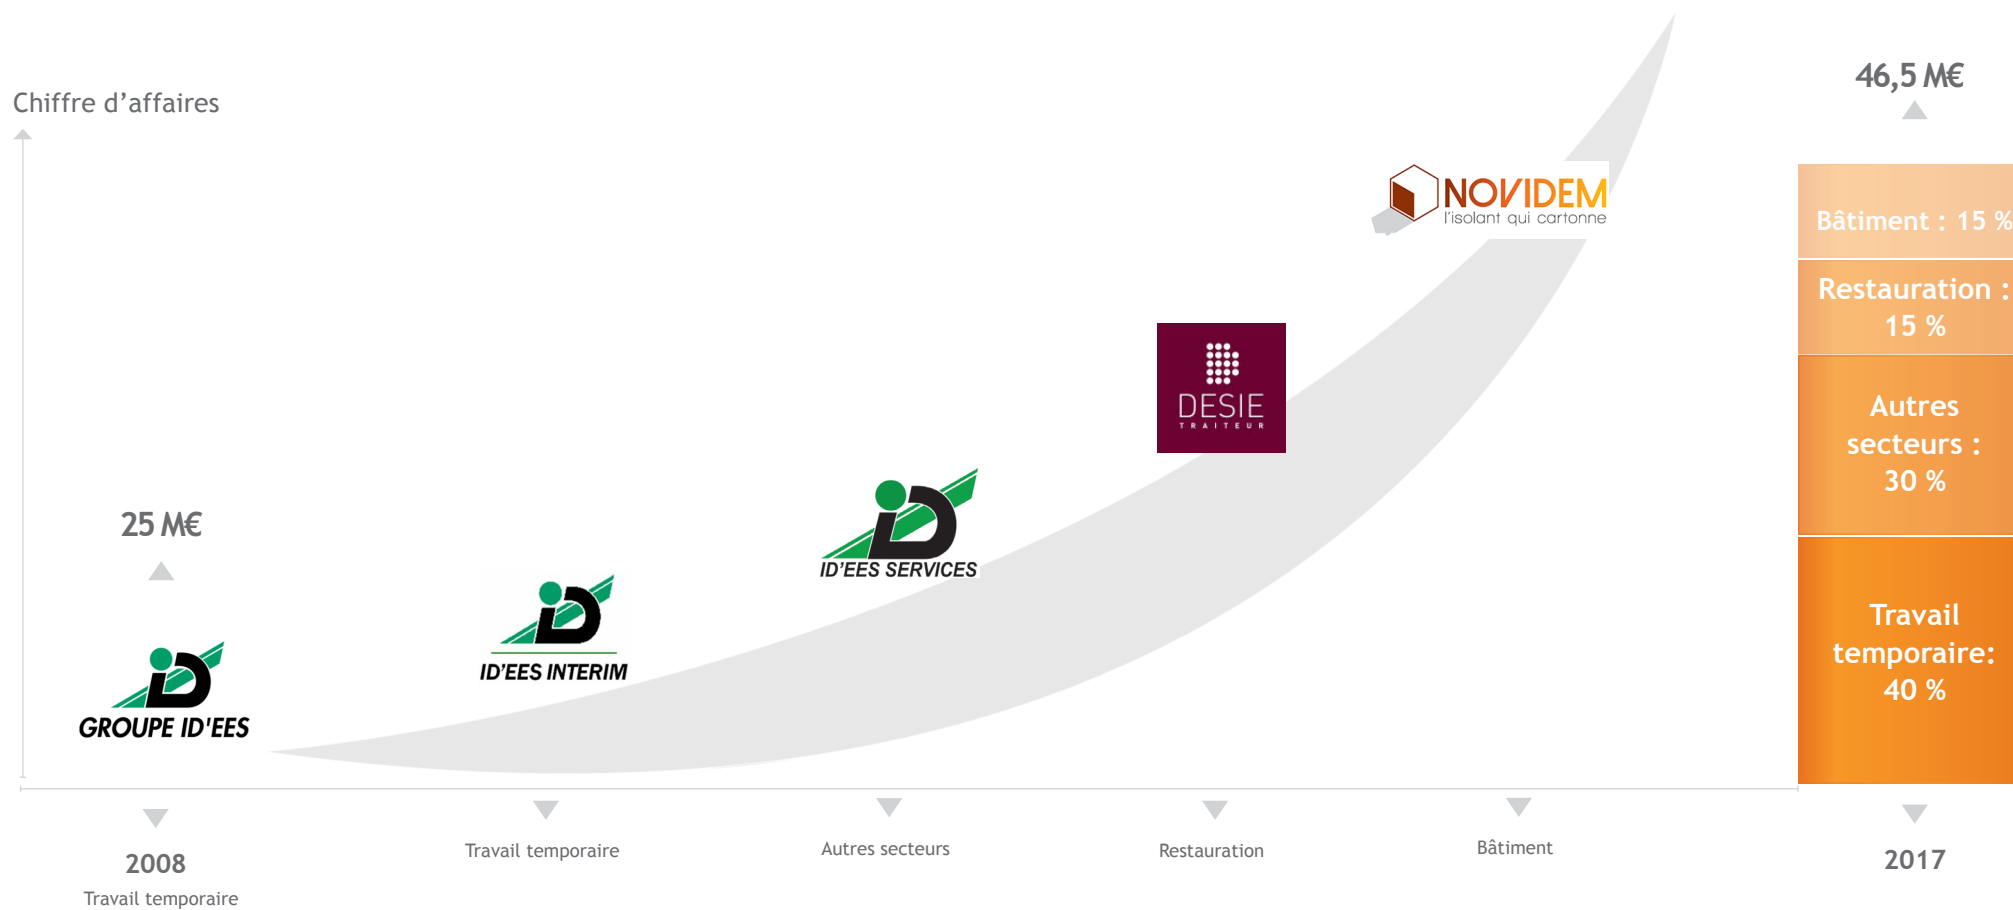 Chiffre d'affaires
46,5 M€
25 M€
GROUPE ID'EES
ID'EES INTERIM
ID'EES SERVICES
DESIE
TRAITEUR
NOVIDEM
l'isolant qui cartonne
Bâtiment : 15 %
Restauration :
15 %
Autres
secteurs :
30 %
Travail
temporaire:
40 %
2008
Travail temporaire
Travail temporaire
Autres secteurs
Restauration
Bâtiment
2017